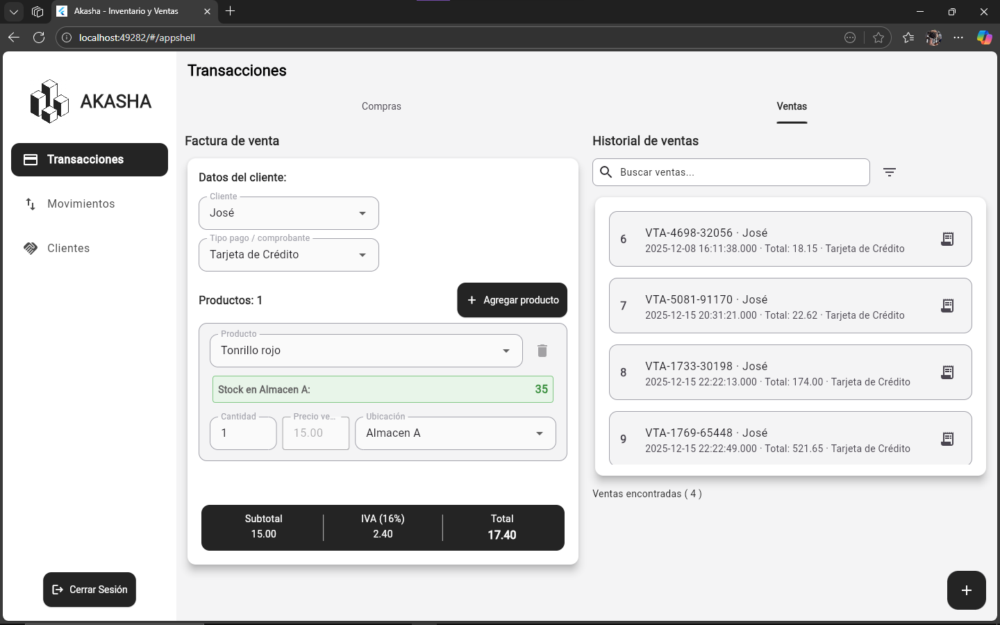 Akasha - Inventario y Ventas
localhost:49282/#/appshell
AKASHA
Transacciones
Movimientos
Clientes
Cerrar Sesión
Transacciones
Compras
Ventas
Factura de venta
Datos del cliente:
Cliente
José
Tipo pago / comprobante
Tarjeta de Crédito
Productos: 1
+ Agregar producto
Producto
Tonrillo rojo
Stock en Almacen A: 35
Cantidad
1
Precio ve...
15.00
Ubicación
Almacen A
Subtotal
15.00
IVA (16%)
2.40
Total
17.40
Historial de ventas
Buscar ventas...
6
VTA-4698-32056 · José
2025-12-08 16:11:38.000 · Total: 18.15 · Tarjeta de Crédito
7
VTA-5081-91170 · José
2025-12-15 20:31:21.000 · Total: 22.62 · Tarjeta de Crédito
8
VTA-1733-30198 · José
2025-12-15 22:22:13.000 · Total: 174.00 · Tarjeta de Crédito
9
VTA-1769-65448 · José
2025-12-15 22:22:49.000 · Total: 521.65 · Tarjeta de Crédito
Ventas encontradas ( 4 )